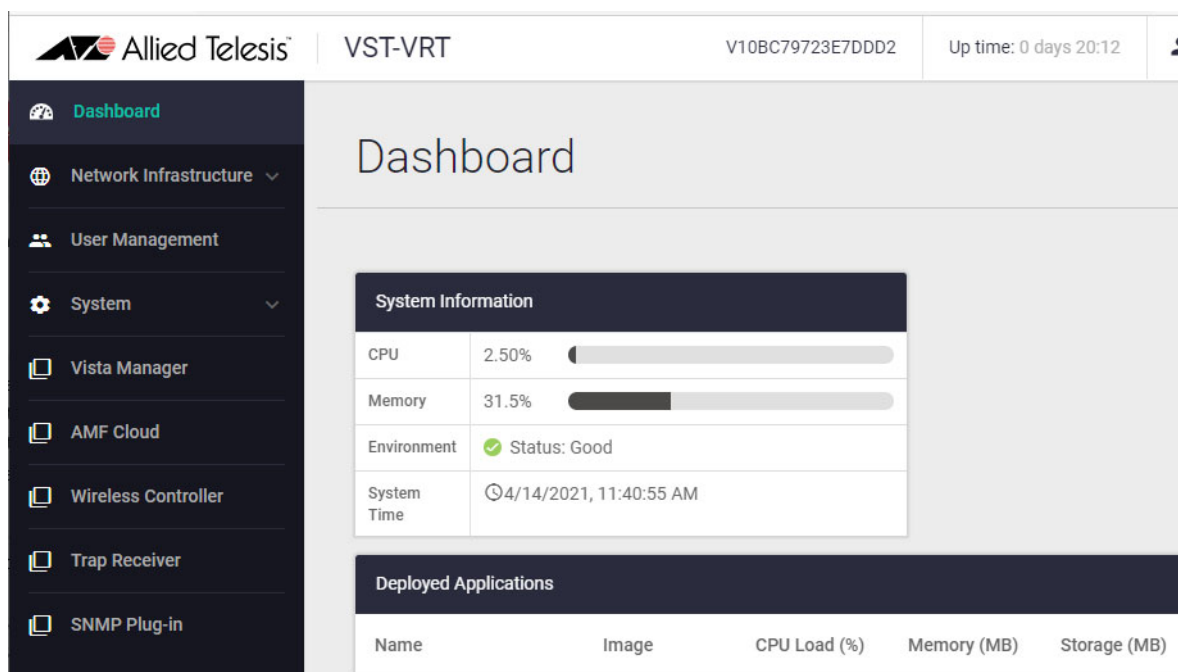 Allied Telesis™
VST-VRT
V10BC79723E7DDD2
Up time: 0 days 20:12
Dashboard
Network Infrastructure
User Management
System
Vista Manager
AMF Cloud
Wireless Controller
Trap Receiver
SNMP Plug-in
Dashboard
System Information
CPU 2.50%
Memory 31.5%
Environment Status: Good
System Time 4/14/2021, 11:40:55 AM
Deployed Applications
Name Image CPU Load (%) Memory (MB) Storage (MB)